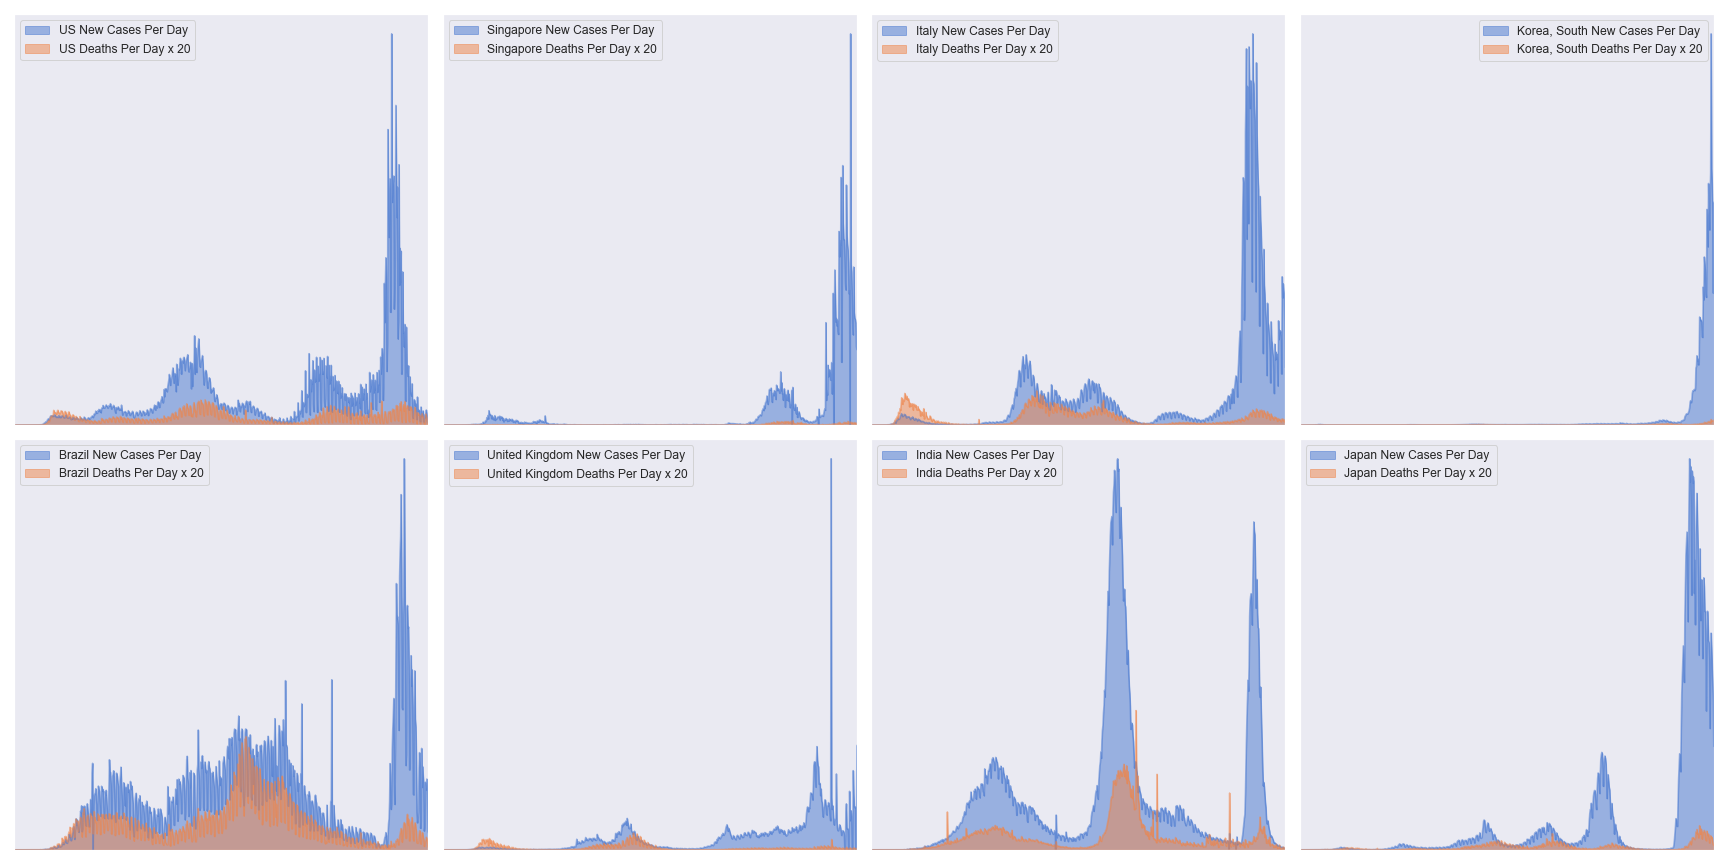 US New Cases Per Day
US Deaths Per Day x 20
Singapore New Cases Per Day
Singapore Deaths Per Day x 20
Italy New Cases Per Day
Italy Deaths Per Day x 20
Korea, South New Cases Per Day
Korea, South Deaths Per Day x 20
Brazil New Cases Per Day
Brazil Deaths Per Day x 20
United Kingdom New Cases Per Day
United Kingdom Deaths Per Day x 20
India New Cases Per Day
India Deaths Per Day x 20
Japan New Cases Per Day
Japan Deaths Per Day x 20